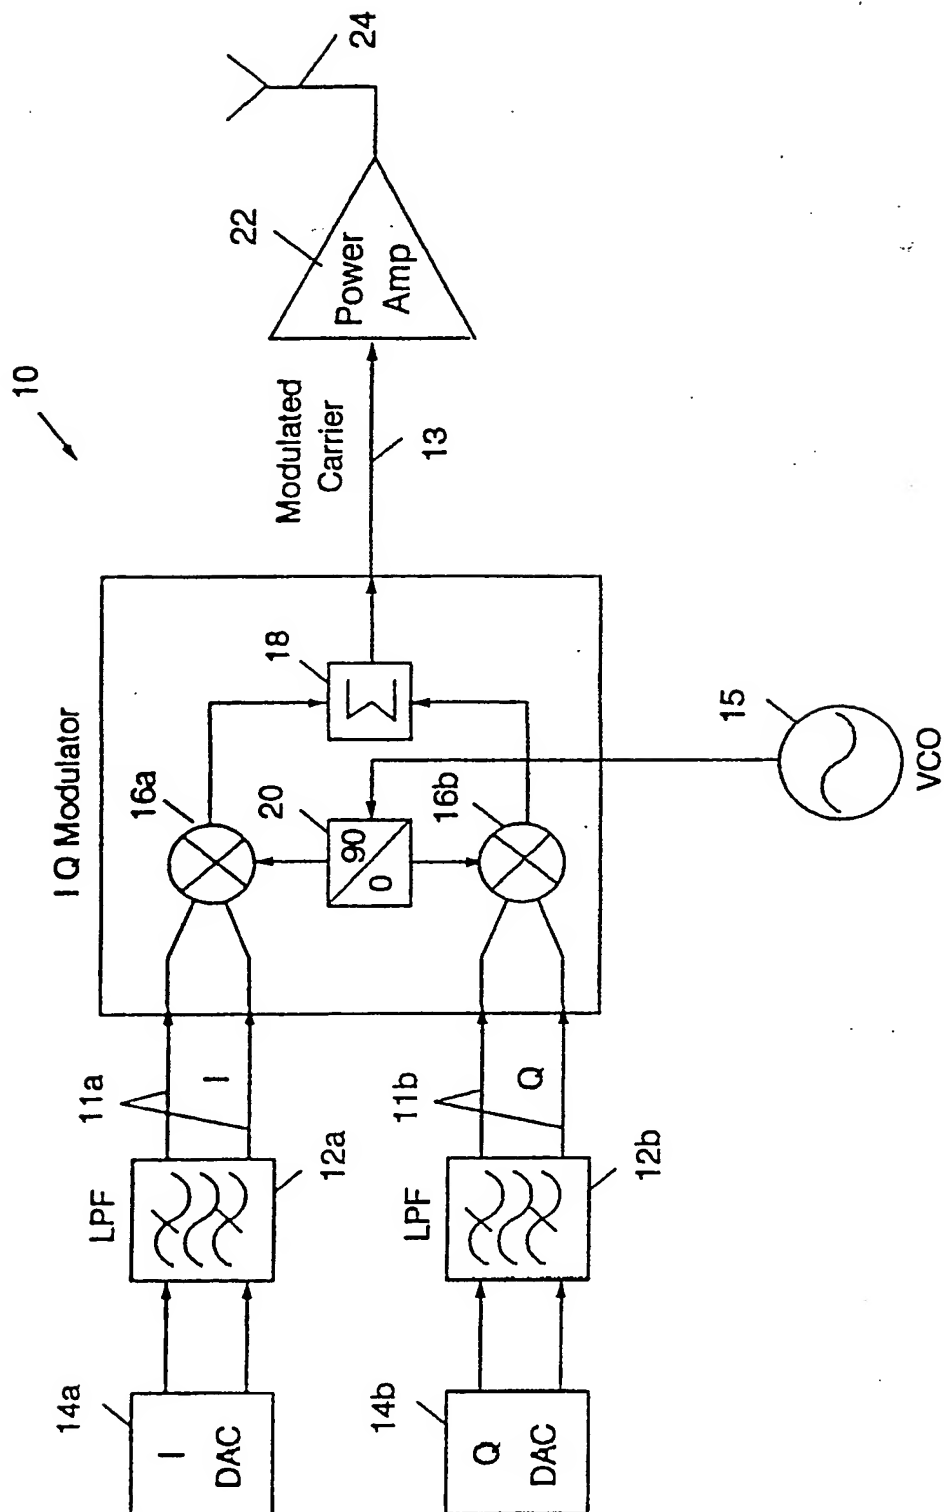 10
I Q Modulator
14a
I
DAC
LPF
12a
11a
I
16a
20
90
0
18
Σ
Modulated
Carrier
13
22
Power
Amp
24
14b
Q
DAC
LPF
12b
11b
Q
16b
15
VCO